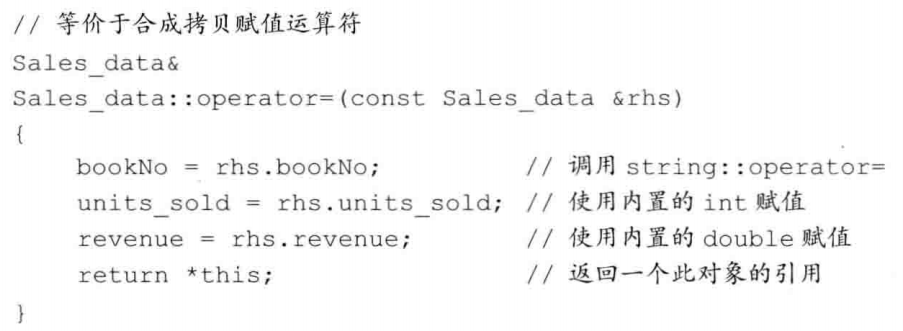 // 等价于合成拷贝赋值运算符
Sales_data&
Sales_data::operator=(const Sales_data &rhs)
{
    bookNo = rhs.bookNo;          // 调用 string::operator=
    units_sold = rhs.units_sold;  // 使用内置的 int 赋值
    revenue = rhs.revenue;        // 使用内置的 double 赋值
    return *this;                 // 返回一个此对象的引用
}